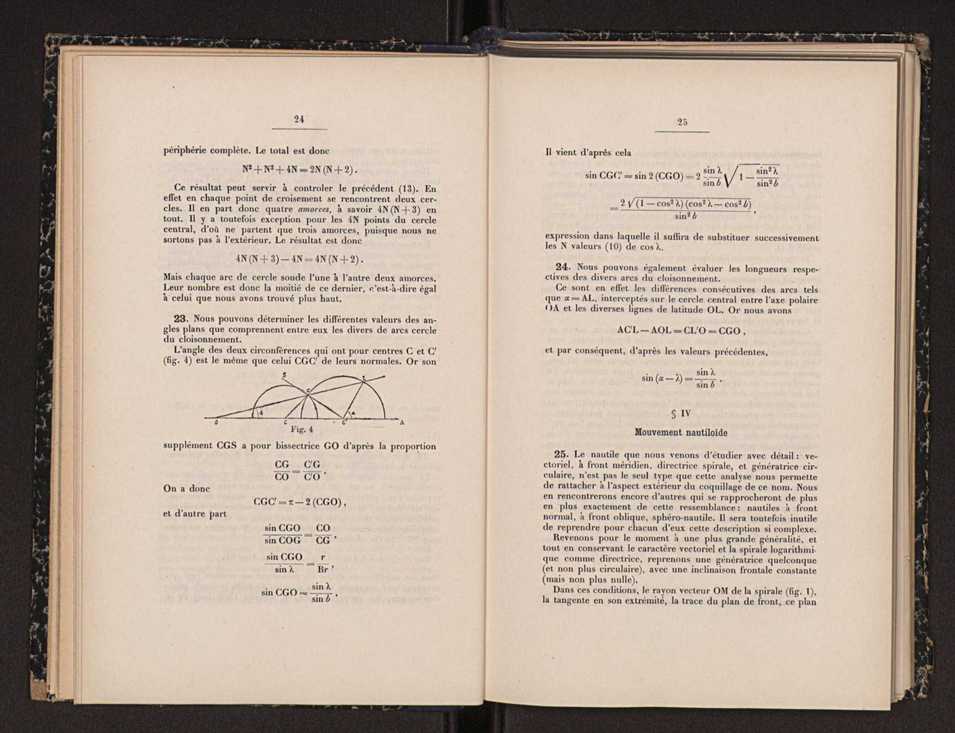 24
périphérie complète. Le total est donc
N² + N² + 4N = 2N (N + 2).
Ce résultat peut servir à controler le précédent (13). En
effet en chaque point de croisement se rencontrent deux cer-
cles. Il en part donc quatre amorces, à savoir 4N (N + 3) en
tout. Il y a toutefois exception pour les 4N points du cercle
central, d'où ne partent que trois amorces, puisque nous ne
sortons pas à l'extérieur. Le résultat est donc
4N (N + 3) — 4N = 4N (N + 2).
Mais chaque arc de cercle soude l'une à l'autre deux amorces.
Leur nombre est donc la moitié de ce dernier, c'est-à-dire égal
à celui que nous avons trouvé plus haut.
23. Nous pouvons déterminer les différentes valeurs des an-
gles plans que comprennent entre eux les divers de arcs cercle
du cloisonnement.
L'angle des deux circonférences qui ont pour centres C et C'
(fig. 4) est le même que celui CGC' de leurs normales. Or son
S
G
L
O
C
C'
A
Fig. 4
supplément CGS a pour bissectrice GO d'après la proportion
CG/CO = C'G/C'O .
On a donc
CGC' = π — 2 (CGO) ,
et d'autre part
sin CGO/sin COG = CO/CG ,
sin CGO/sin λ = r/Br ,
sin CGO = sin λ/sin b .
25
Il vient d'aprés cela
sin CGC' = sin 2 (CGO) = 2 sin λ/sin b √(1 — sin² λ/sin² b)
= 2 √(1 — cos² λ) (cos² λ — cos² b)/sin² b ,
expression dans laquelle il suffira de substituer successivement
les N valeurs (10) de cos λ.
24. Nous pouvons également évaluer les longueurs respe-
ctives des divers arcs du cloisonnement.
Ce sont en effet les différences consécutives des arcs tels
que α = AL, interceptés sur le cercle central entre l'axe polaire
OA et les diverses lignes de latitude OL. Or nous avons
AC'L — AOL = CL'O = CGO ,
et par conséquent, d'après les valeurs précédentes,
sin (α — λ) = sin λ/sin b .
§ IV
Mouvement nautiloïde
25. Le nautile que nous venons d'étudier avec détail : ve-
ctoriel, à front méridien, directrice spirale, et génératrice cir-
culaire, n'est pas le seul type que cette analyse nous permette
de rattacher à l'aspect extérieur du coquillage de ce nom. Nous
en rencontrerons encore d'autres qui se rapprocheront de plus
en plus exactement de cette ressemblance : nautiles à front
normal, à front oblique, sphéro-nautile. Il sera toutefois inutile
de reprendre pour chacun d'eux cette description si complexe.
Revenons pour le moment à une plus grande généralité, et
tout en conservant le caractère vectoriel et la spirale logarithmi-
que comme directrice, reprenons une génératrice quelconque
(et non plus circulaire), avec une inclinaison frontale constante
(mais non plus nulle).
Dans ces conditions, le rayon vecteur OM de la spirale (fig. 1),
la tangente en son extrémité, la trace du plan de front, ce plan